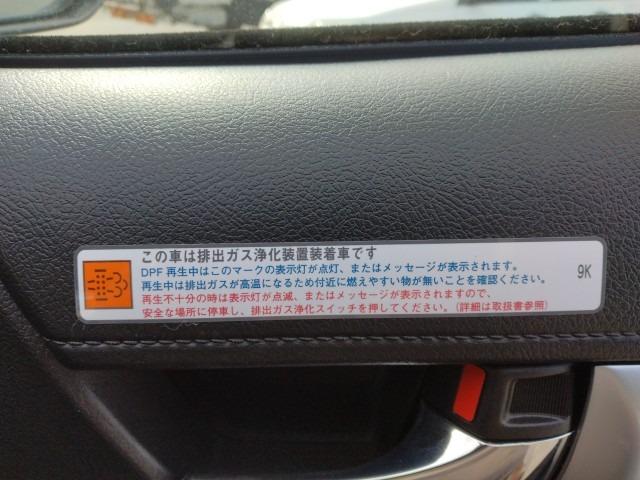 この車は排出ガス浄化装置装着車です
DPF 再生中はこのマークの表示灯が点灯、またはメッセージが表示されます。
再生中は排出ガスが高温になるため付近に燃えやすい物が無いことを確認ください。
再生不十分の時は表示灯が点滅、またはメッセージが表示されますので、
安全な場所に停車し、排出ガス浄化スイッチを押してください。(詳細は取扱書参照)
9K